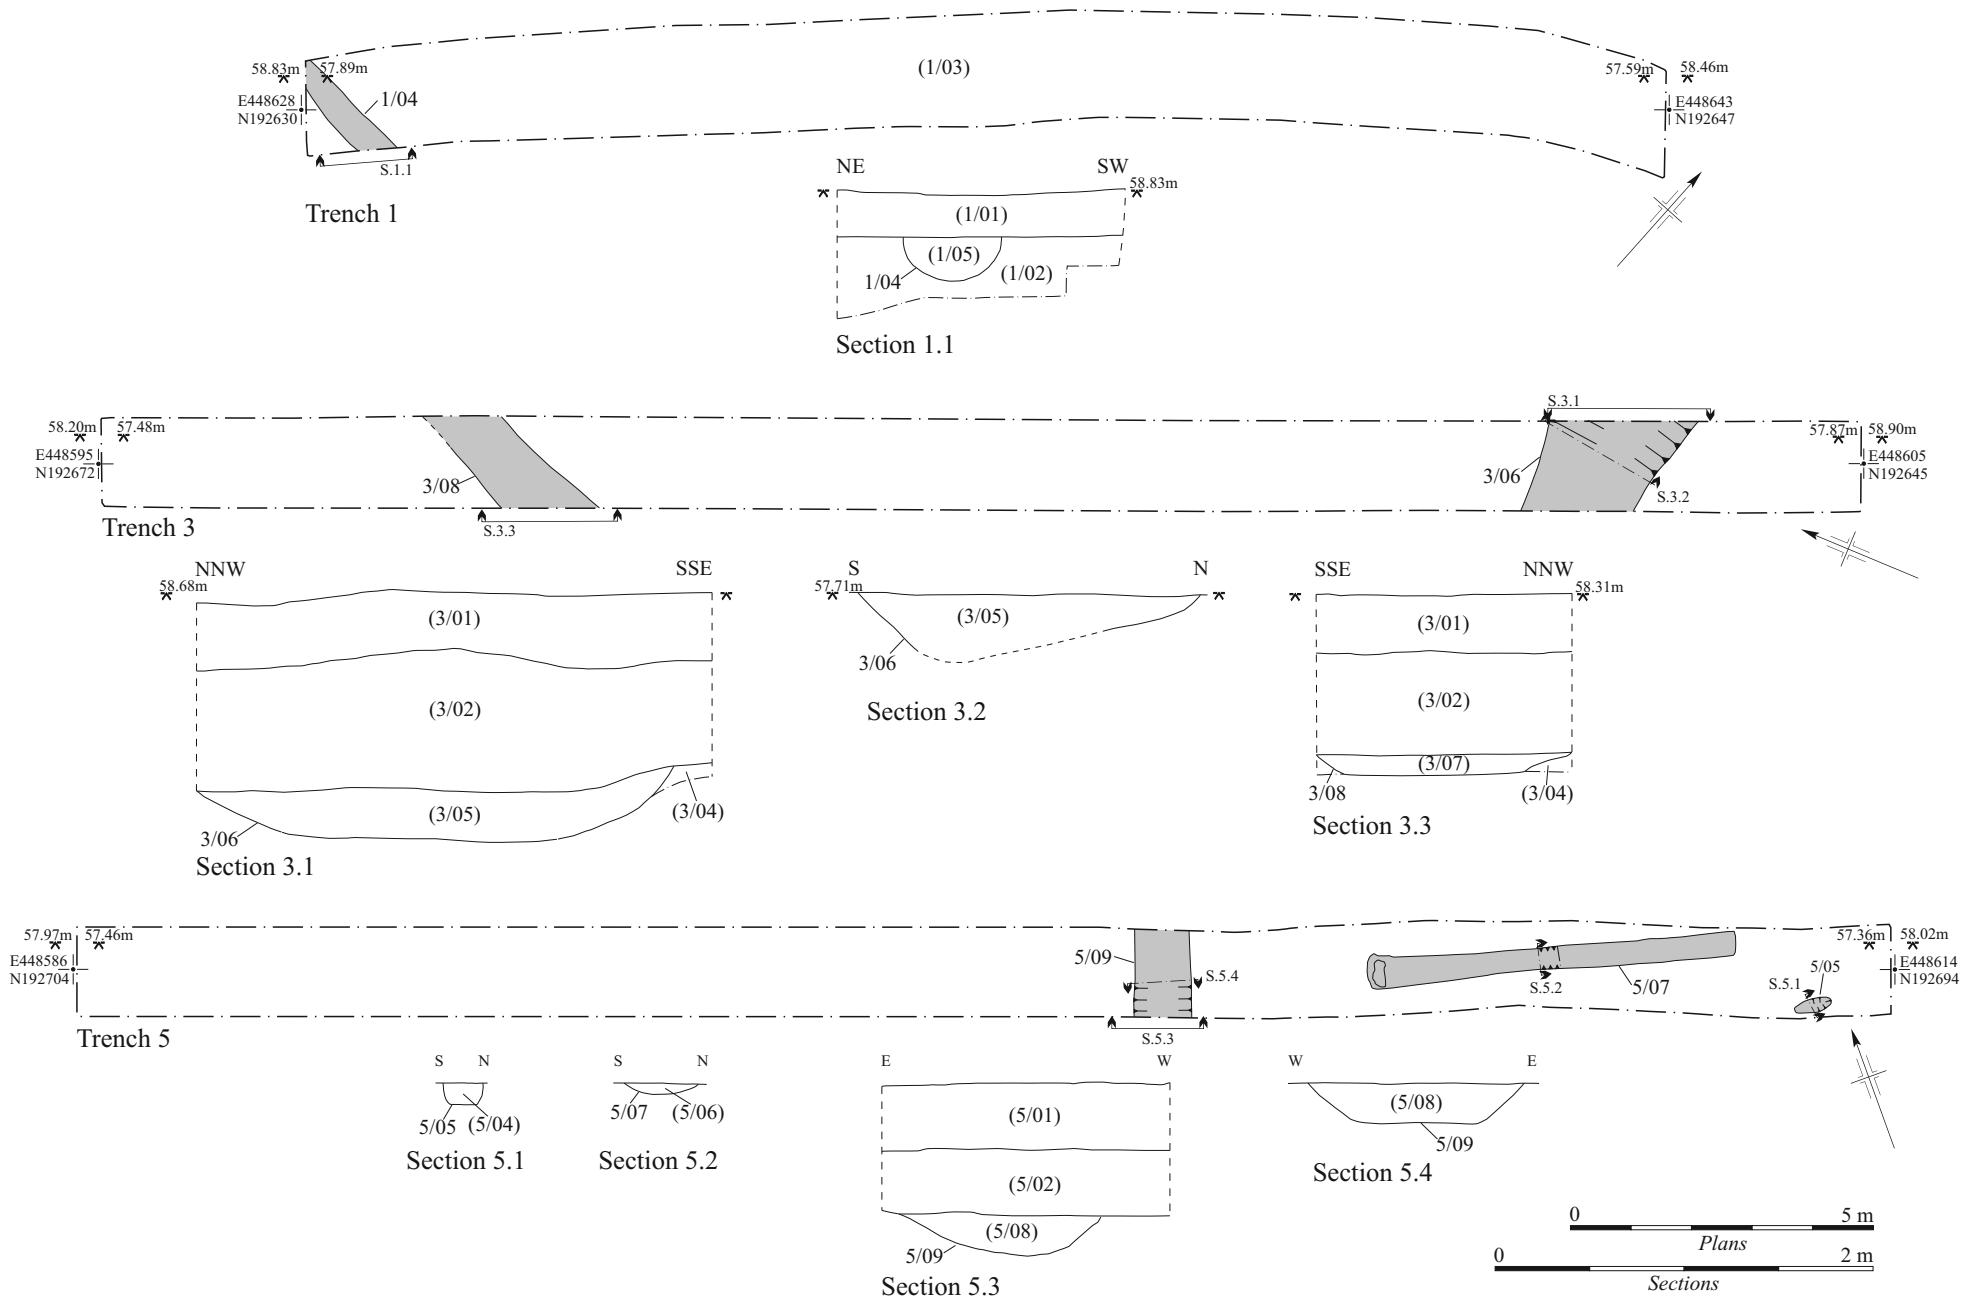 58.83m
57.89m
(1/03)
57.59m
58.46m
E448628
N192630
1/04
E448643
N192647
S.1.1
NE
SW
58.83m
Trench 1
(1/01)
(1/05)
(1/02)
1/04
Section 1.1
S.3.1
58.20m
57.48m
57.87m
58.90m
E448595
N192672
3/08
3/06
E448605
N192645
S.3.2
S.3.3
Trench 3
NNW
SSE
58.68m
(3/01)
(3/02)
(3/05)
(3/04)
3/06
Section 3.1
S
N
57.71m
(3/05)
3/06
Section 3.2
SSE
NNW
58.31m
(3/01)
(3/02)
(3/07)
3/08
(3/04)
Section 3.3
57.97m
57.46m
57.36m
58.02m
E448586
N192704
5/09
S.5.4
S.5.2
5/07
S.5.1
5/05
E448614
N192694
Trench 5
S.5.3
S
N
5/05
(5/04)
Section 5.1
S
N
5/07
(5/06)
Section 5.2
E
W
(5/01)
(5/02)
(5/08)
5/09
Section 5.3
W
E
(5/08)
5/09
Section 5.4
0
5 m
Plans
0
2 m
Sections